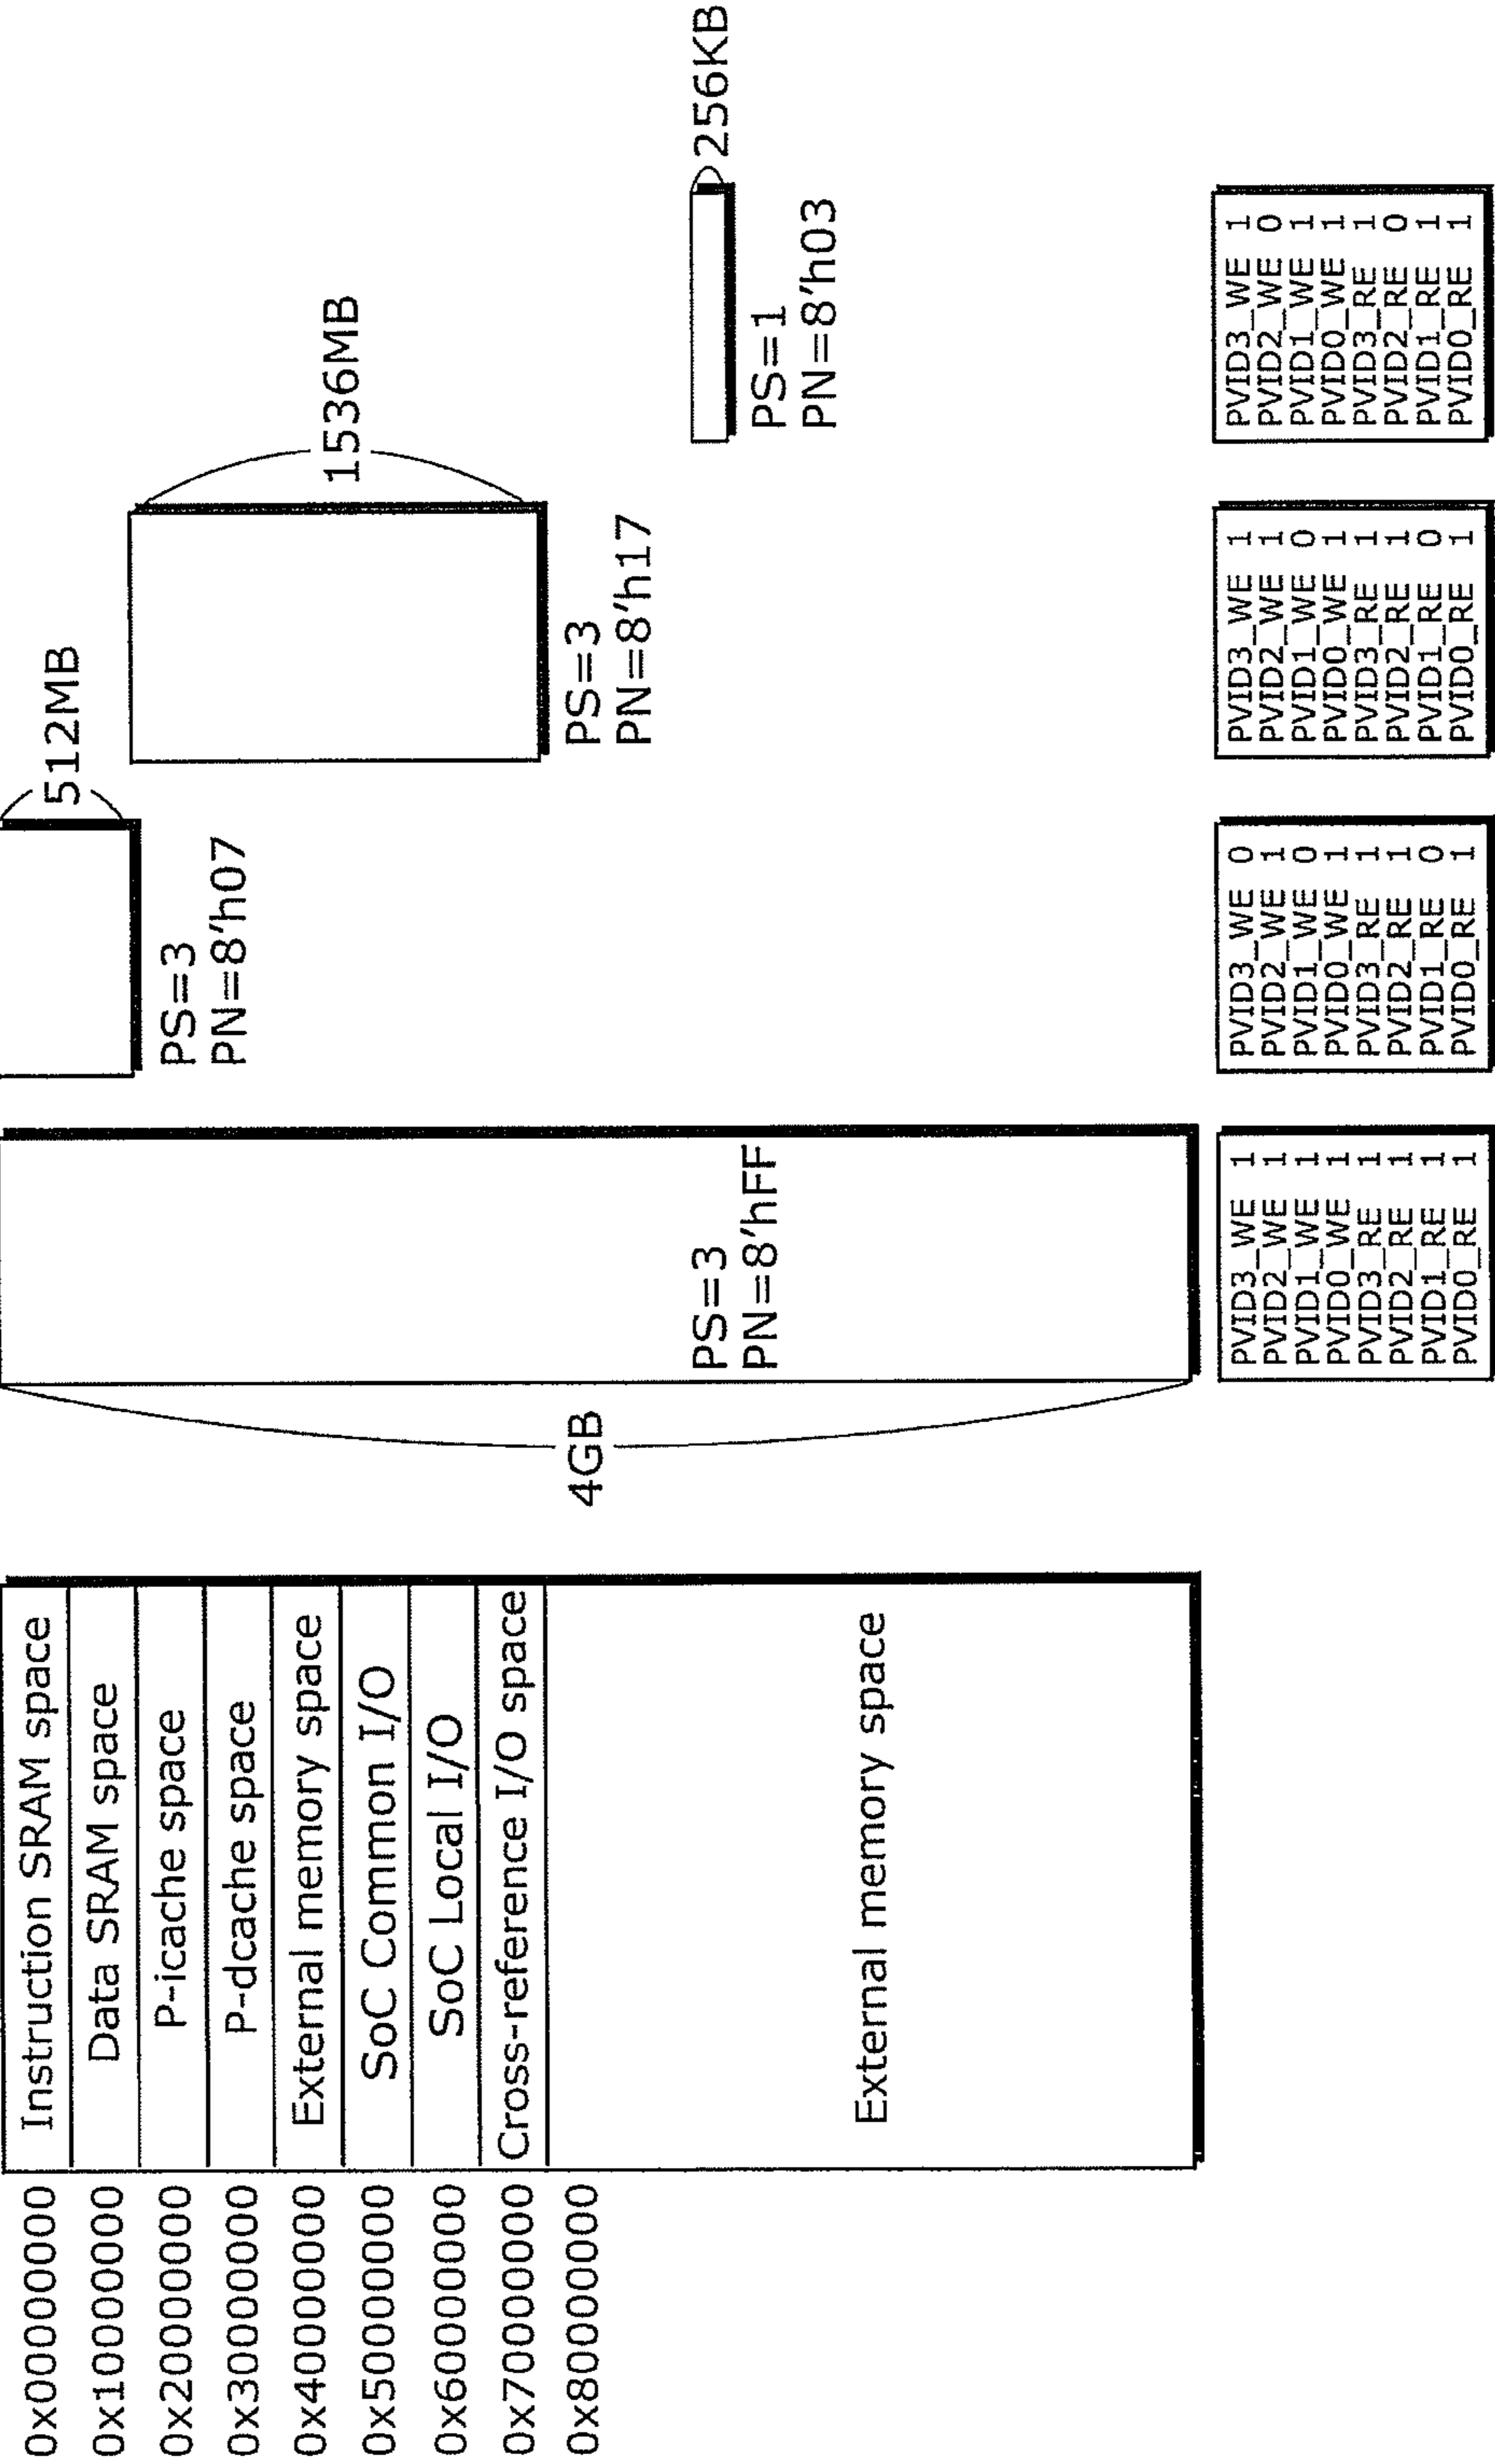 0x00000000
0x10000000
0x20000000
0x30000000
0x40000000
0x50000000
0x60000000
0x70000000
0x80000000
Instruction SRAM space
Data SRAM space
P-icache space
P-dcache space
External memory space
SoC Common I/O
SoC Local I/O
Cross-reference I/O space
External memory space
4GB
PS=3
PN=8'hFF
512MB
PS=3
PN=8'h07
1536MB
PS=3
PN=8'h17
256KB
PS=1
PN=8'h03
PVID3_WE 1
PVID2_WE 1
PVID1_WE 1
PVID0_WE 1
PVID3_RE 1
PVID2_RE 1
PVID1_RE 1
PVID0_RE 1
PVID3_WE 0
PVID2_WE 1
PVID1_WE 0
PVID0_WE 1
PVID3_RE 1
PVID2_RE 1
PVID1_RE 0
PVID0_RE 1
PVID3_WE 1
PVID2_WE 1
PVID1_WE 0
PVID0_WE 1
PVID3_RE 1
PVID2_RE 1
PVID1_RE 0
PVID0_RE 1
PVID3_WE 1
PVID2_WE 0
PVID1_WE 1
PVID0_WE 1
PVID3_RE 1
PVID2_RE 0
PVID1_RE 1
PVID0_RE 1